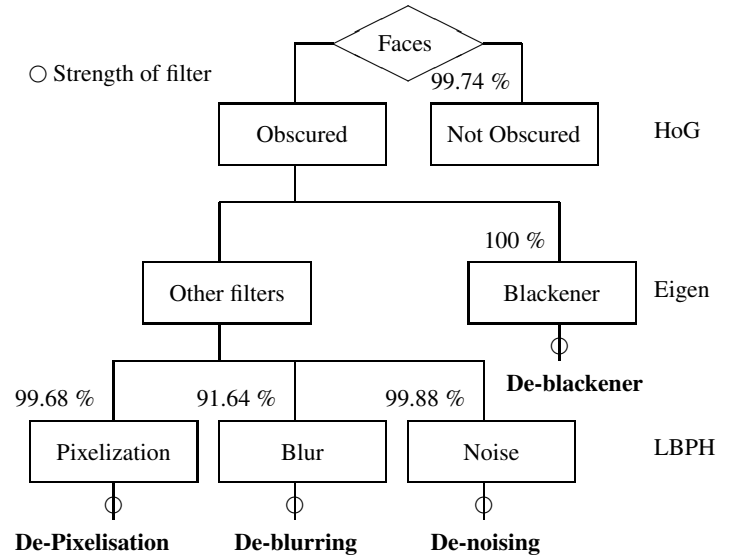 Faces
○ Strength of filter
99.74 %
Obscured
Not Obscured
HoG
100 %
Other filters
Blackener
Eigen
De-blackener
99.68 %
91.64 %
99.88 %
Pixelization
Blur
Noise
LBPH
De-Pixelisation
De-blurring
De-noising